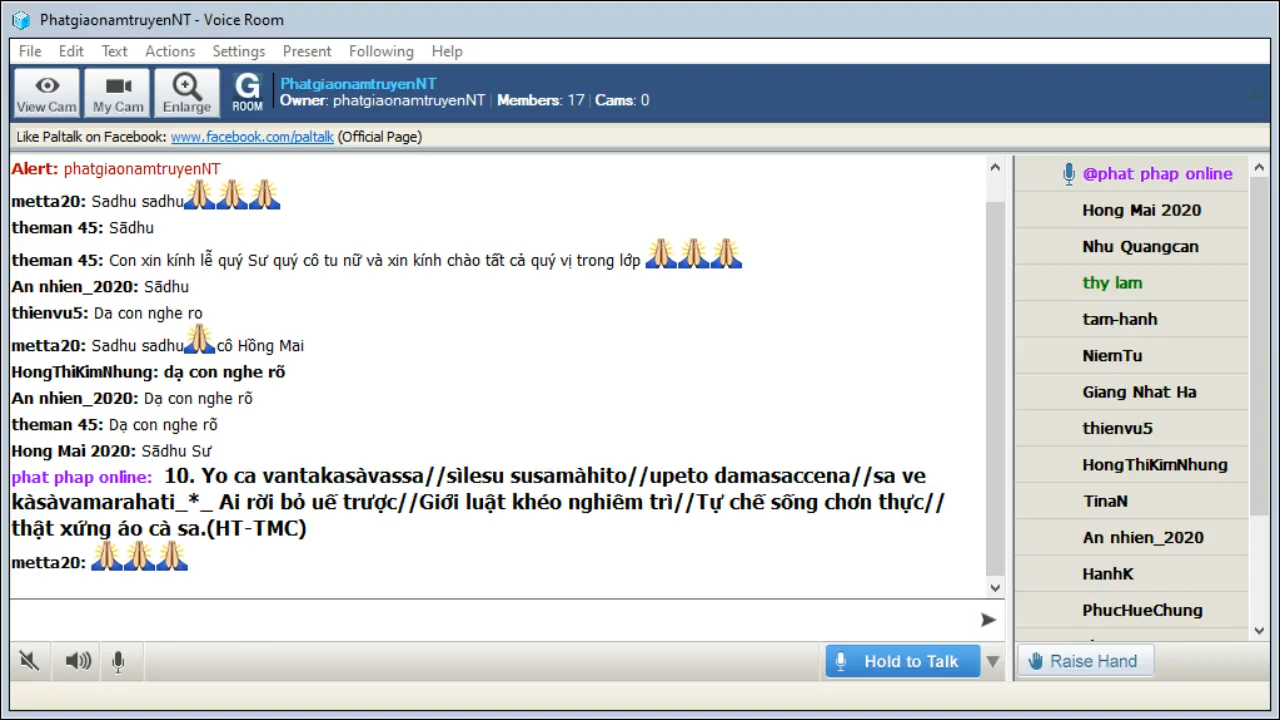 PhatgiaonamtruyenNT - Voice Room
File Edit Text Actions Settings Present Following Help
View Cam My Cam Enlarge G ROOM
PhatgiaonamtruyenNT
Owner: phatgiaonamtruyenNT | Members: 17 | Cams: 0
Like Paltalk on Facebook: www.facebook.com/paltalk (Official Page)
Alert: phatgiaonamtruyenNT
metta20: Sadhu sadhu
theman 45: Sādhu
theman 45: Con xin kính lễ quý Sư quý cô tu nữ và xin kính chào tất cả quý vị trong lớp
An nhien_2020: Sādhu
thienvu5: Da con nghe ro
metta20: Sadhu sadhu cô Hồng Mai
HongThiKimNhung: dạ con nghe rõ
An nhien_2020: Dạ con nghe rõ
theman 45: Dạ con nghe rõ
Hong Mai 2020: Sādhu Sư
phat phap online: 10. Yo ca vantakasàvassa//sìlesu susamàhito//upeto damasaccena//sa ve
kàsàvamarahati_*_ Ai rời bỏ uế trược//Giới luật khéo nghiêm trì//Tự chế sống chơn thực//
thật xứng áo cà sa.(HT-TMC)
metta20:
@phat phap online
Hong Mai 2020
Nhu Quangcan
thy lam
tam-hanh
NiemTu
Giang Nhat Ha
thienvu5
HongThiKimNhung
TinaN
An nhien_2020
HanhK
PhucHueChung
Hold to Talk
Raise Hand